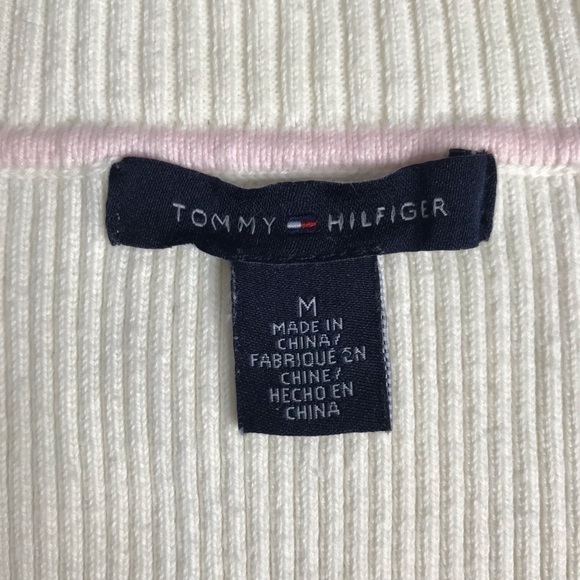 TOMMY HILFIGER
M
MADE IN
CHINA/
FABRIQUÉ EN
CHINE/
HECHO EN
CHINA